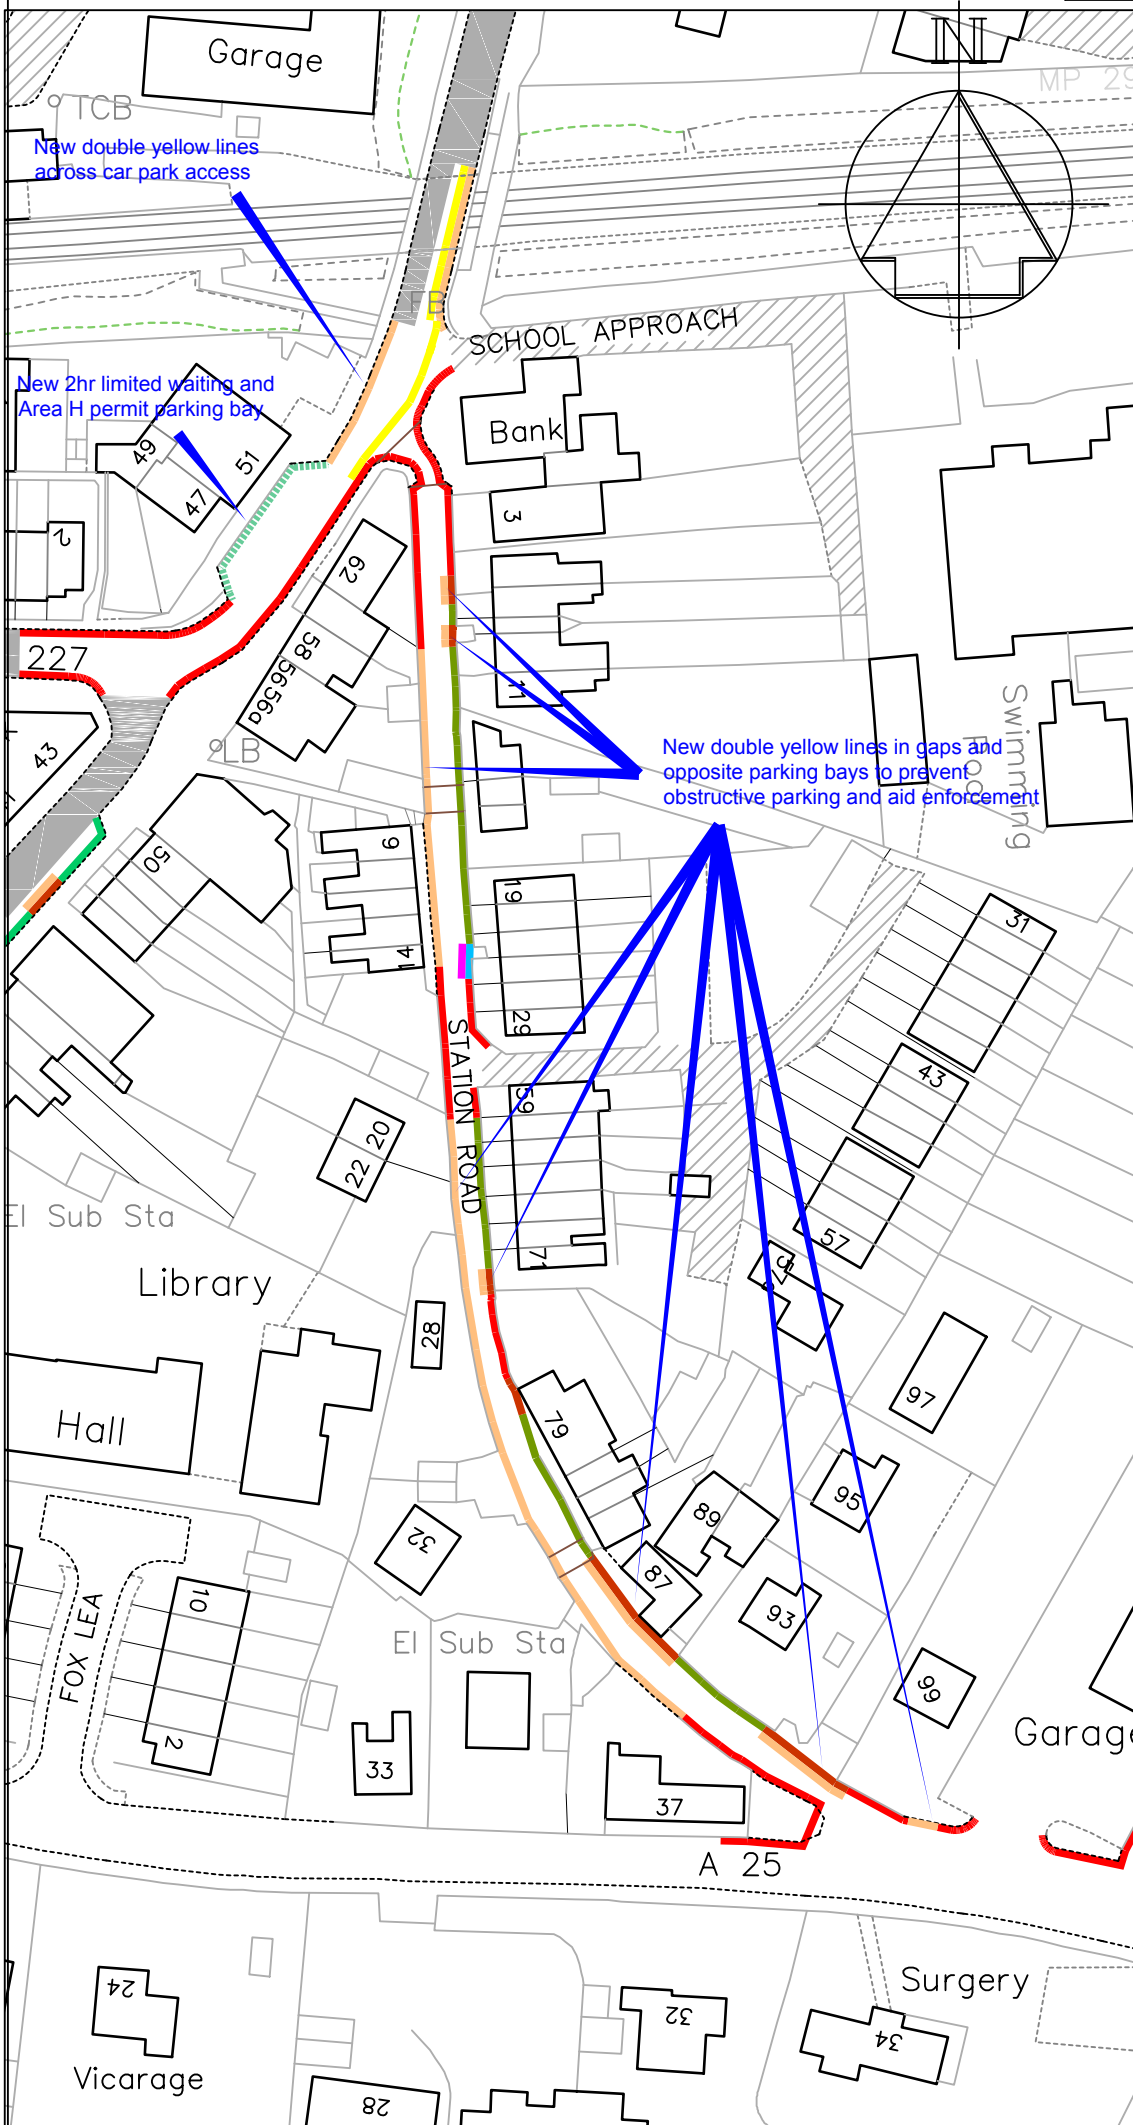 Garage
N
MP 29
TCB
New double yellow lines
across car park access
FB
SCHOOL APPROACH
New 2hr limited waiting and
Area H permit parking bay
49
51
47
Bank
3
2
62
58
56
56a
11
227
43
LB
Swimming
Pool
New double yellow lines in gaps and
opposite parking bays to prevent
obstructive parking and aid enforcement
50
9
14
19
29
31
43
STATION ROAD
59
20
22
57
El Sub Sta
71
Library
28
97
Hall
79
95
32
89
87
10
93
FOX LEA
El Sub Sta
99
2
33
Garage
37
A 25
24
Surgery
32
34
Vicarage
28